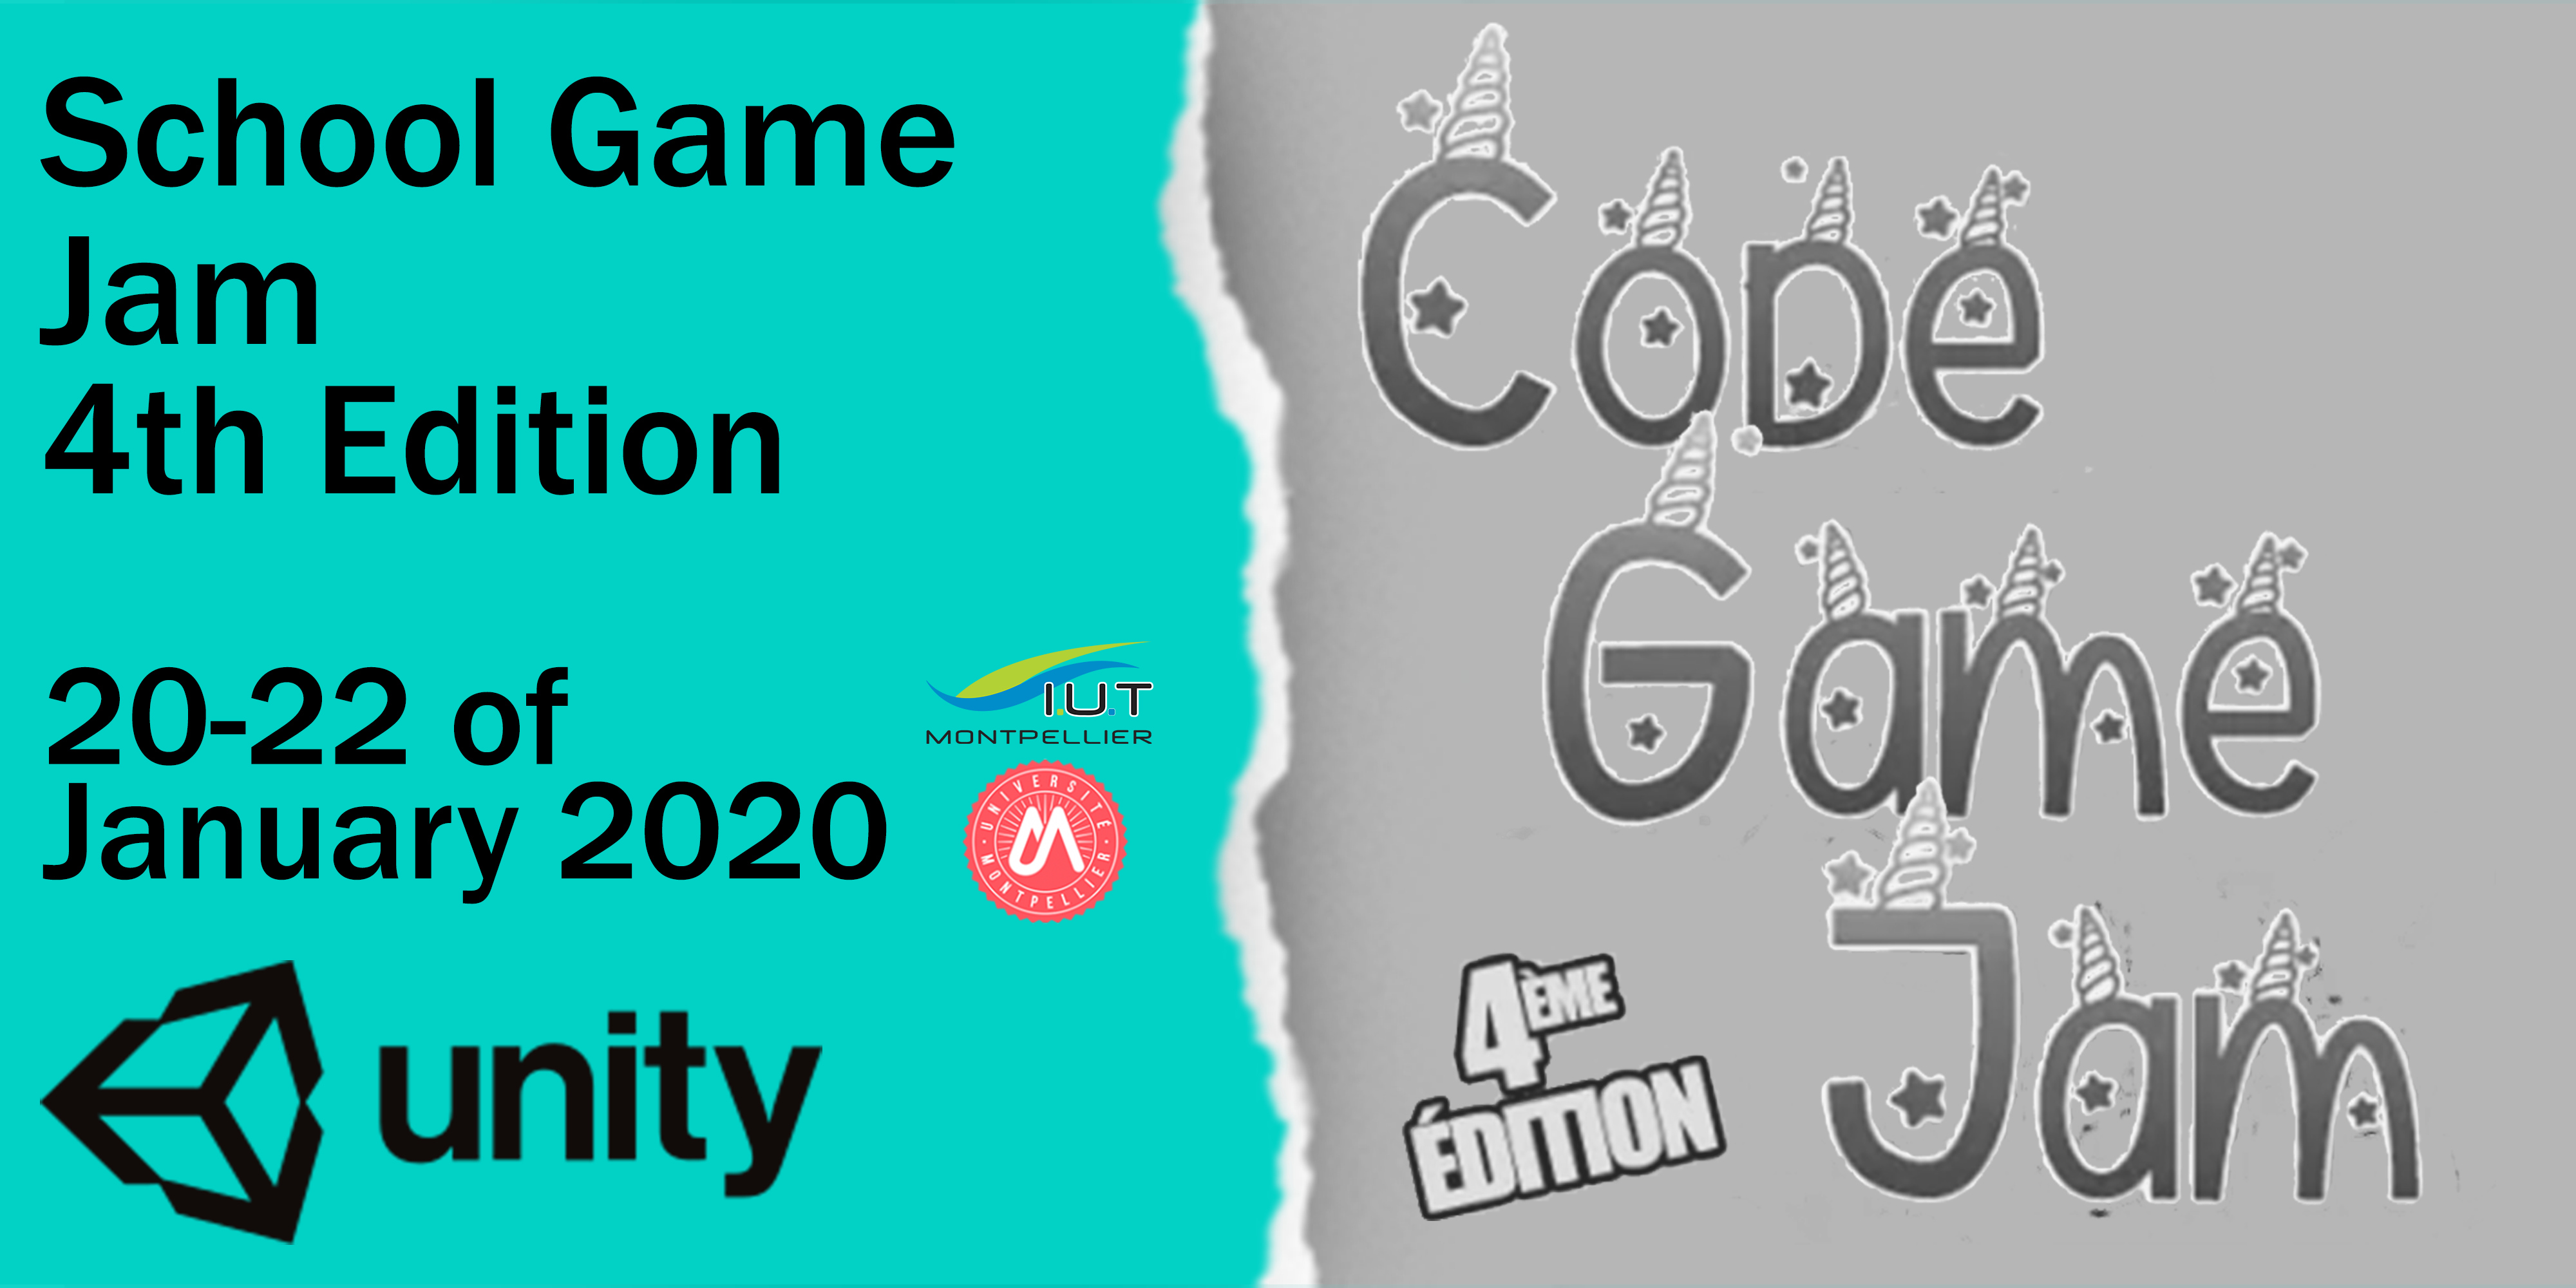 School Game
Jam
4th Edition
20-22 of
January 2020
I.U.T
MONTPELLIER
UNIVERSITÉ
MONTPELLIER
unity
Code
Game
Jam
4ÈME
ÉDITION